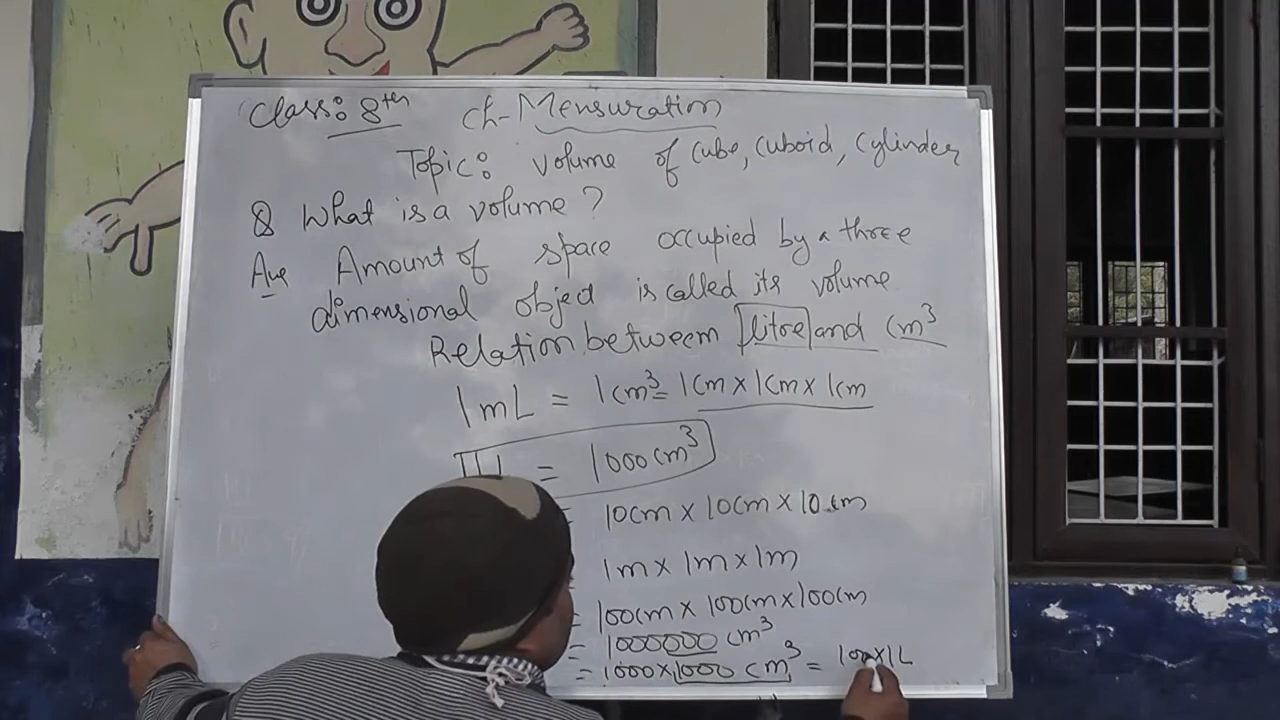 Class: 8th ch-Mensuration
Topic: volume of cube, cuboid, cylinder
Q What is a volume?
Ans Amount of space occupied by a three
dimensional object is called its volume
Relation between litre and cm³
1mL = 1cm³ = 1cm x 1cm x 1cm
= 1000cm³
10cm x 10cm x 10cm
1m x 1m x 1m
= 100cm x 100cm x 100cm
= 1000000 cm³
= 1000 x 1000 cm³ =